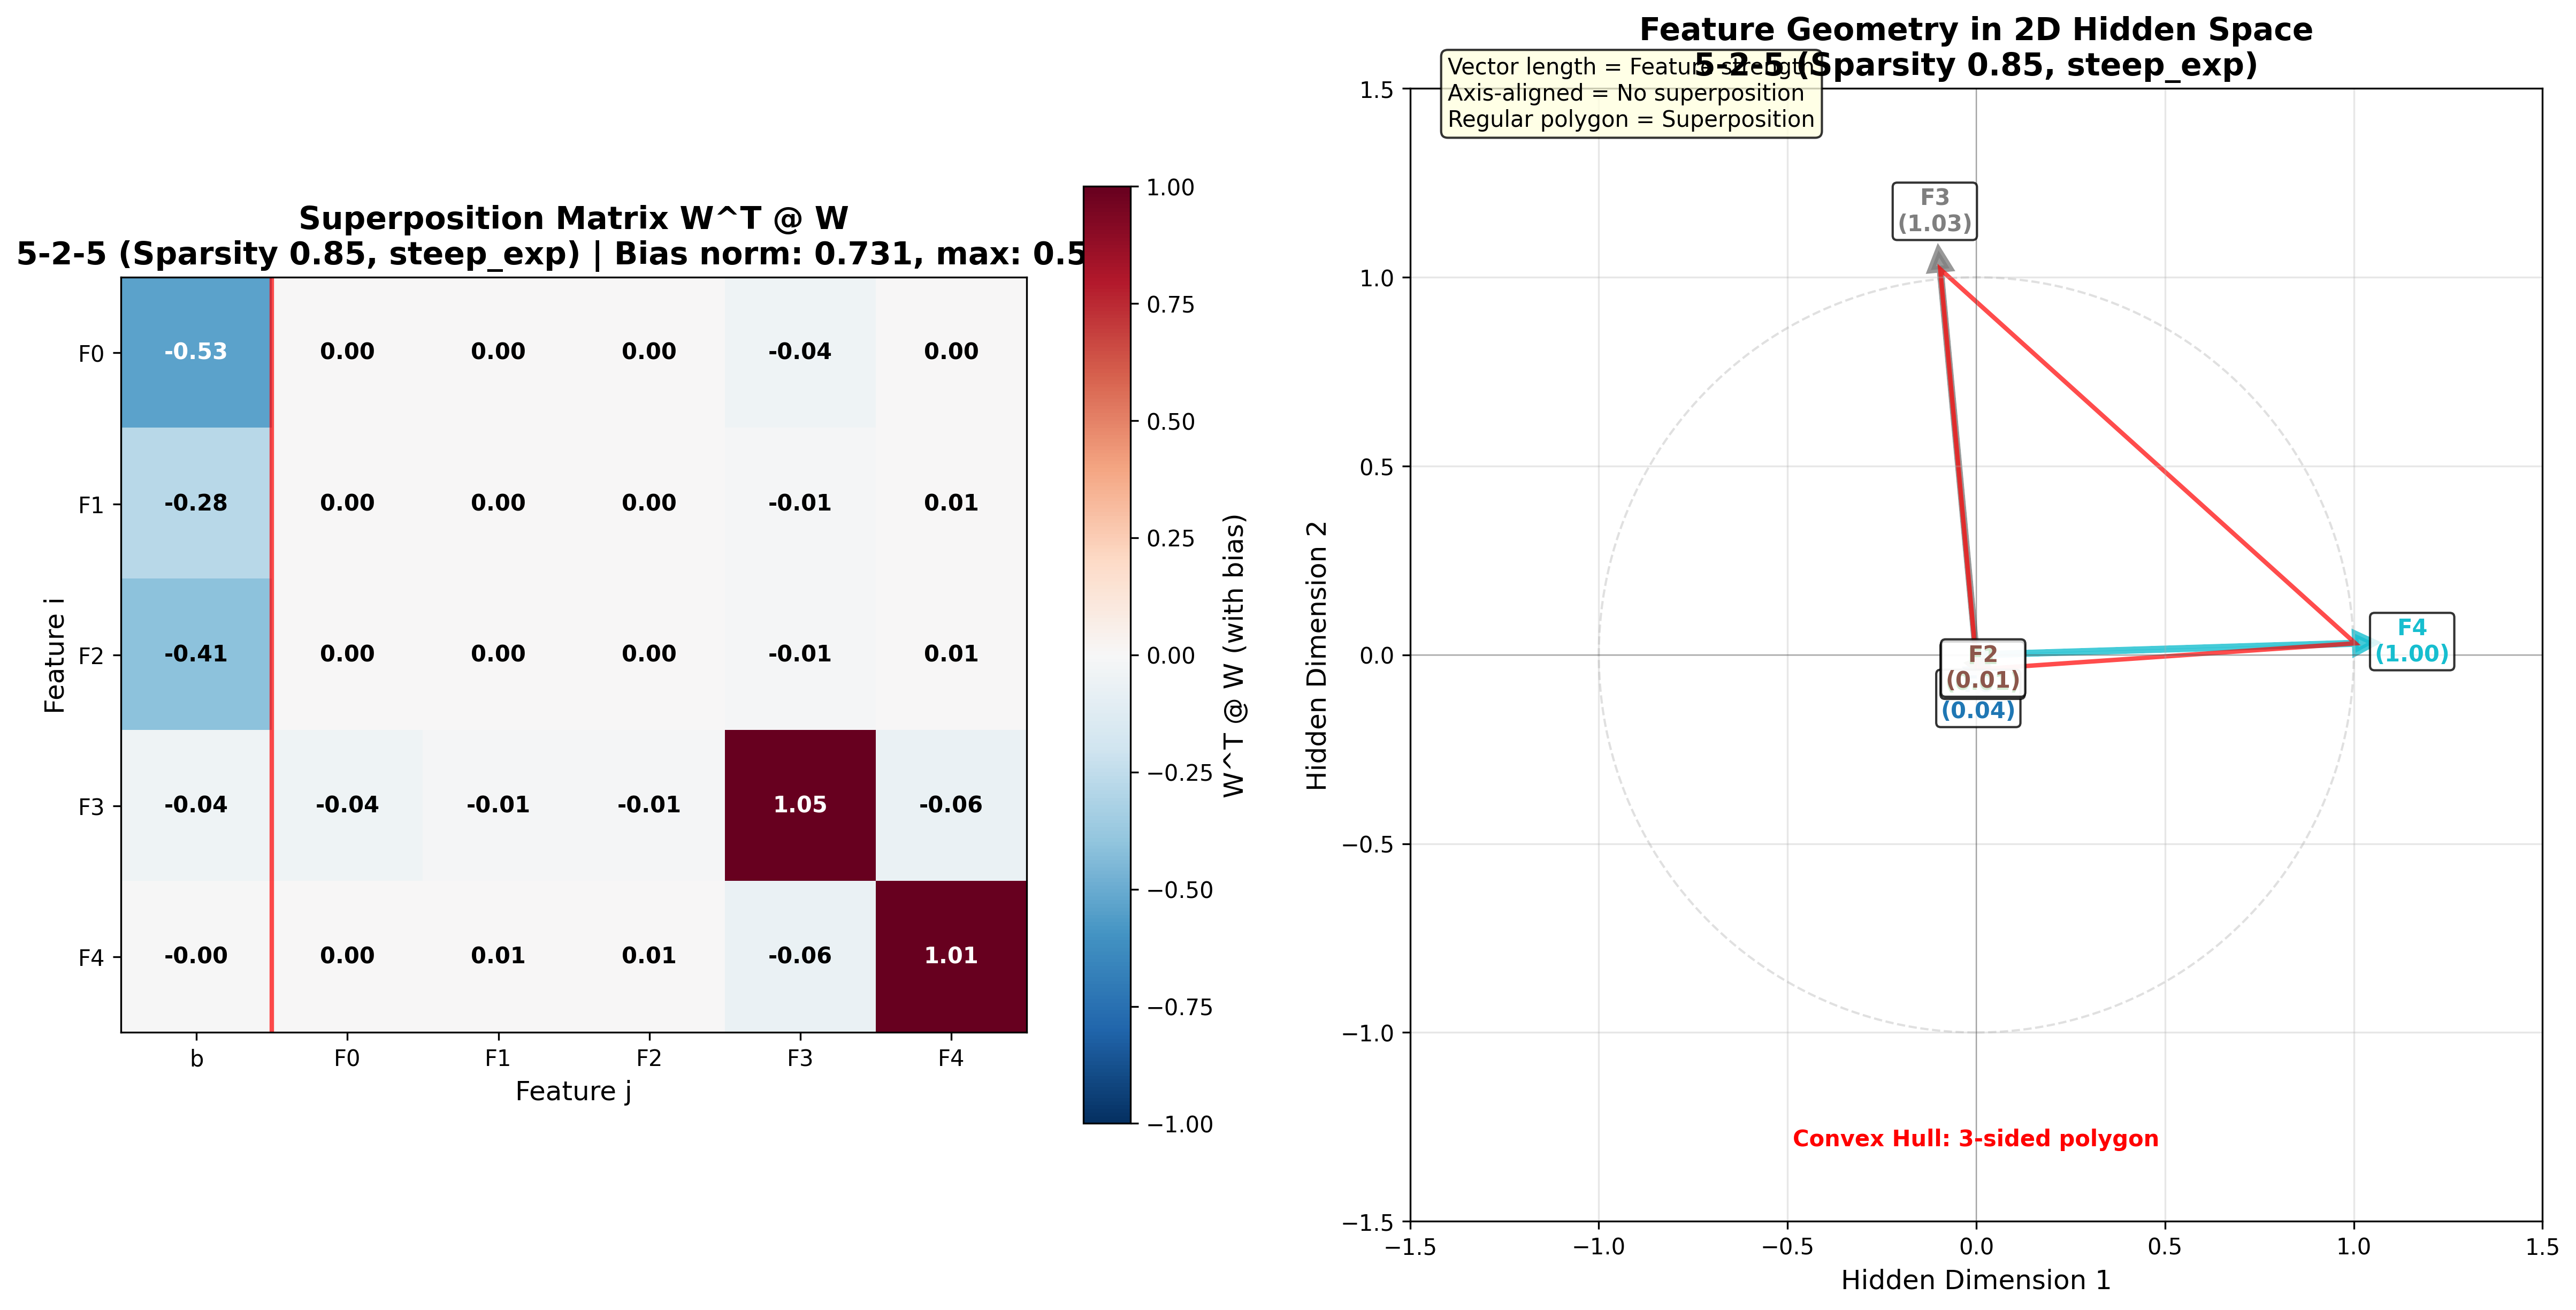 Superposition Matrix W^T @ W
5-2-5 (Sparsity 0.85, steep_exp) | Bias norm: 0.731, max: 0.5
F0 -0.53 0.00 0.00 0.00 -0.04 0.00
F1 -0.28 0.00 0.00 0.00 -0.01 0.01
F2 -0.41 0.00 0.00 0.00 -0.01 0.01
F3 -0.04 -0.04 -0.01 -0.01 1.05 -0.06
F4 -0.00 0.00 0.01 0.01 -0.06 1.01
b F0 F1 F2 F3 F4
Feature i
Feature j
1.00
0.75
0.50
0.25
0.00
−0.25
−0.50
−0.75
−1.00
W^T @ W (with bias)
Feature Geometry in 2D Hidden Space
5-2-5 (Sparsity 0.85, steep_exp)
Vector length = Feature strength
Axis-aligned = No superposition
Regular polygon = Superposition
F3
(1.03)
F4
(1.00)
F2
(0.01)
(0.04)
Convex Hull: 3-sided polygon
1.5
1.0
0.5
0.0
−0.5
−1.0
−1.5
Hidden Dimension 2
−1.5 −1.0 −0.5 0.0 0.5 1.0 1.5
Hidden Dimension 1